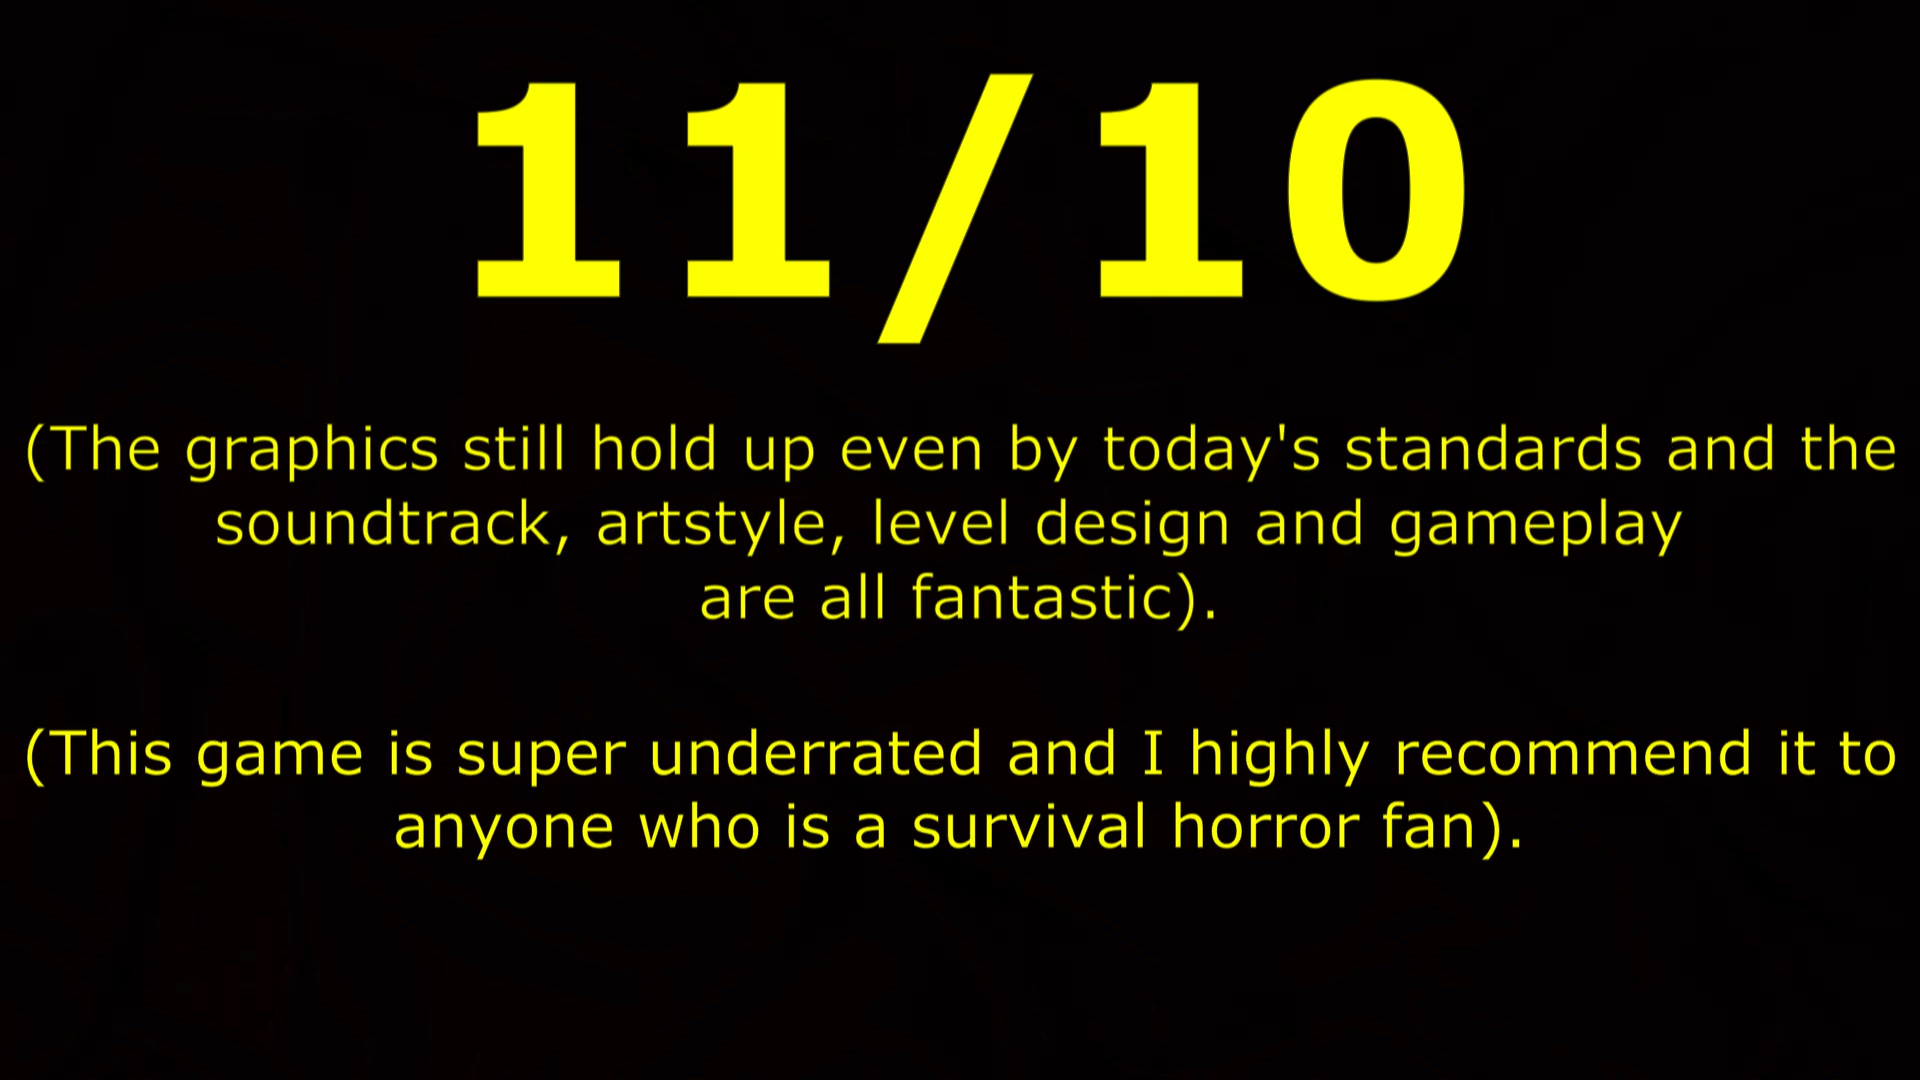 11/10
(The graphics still hold up even by today's standards and the
soundtrack, artstyle, level design and gameplay
are all fantastic).
(This game is super underrated and I highly recommend it to
anyone who is a survival horror fan).